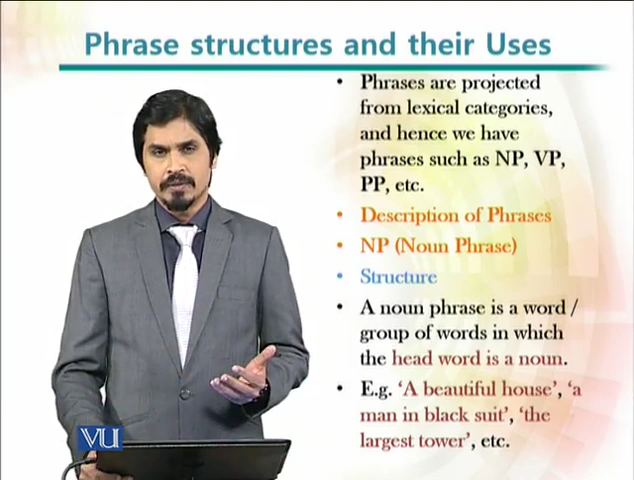 Phrase structures and their Uses
• Phrases are projected
from lexical categories,
and hence we have
phrases such as NP, VP,
PP, etc.
• Description of Phrases
• NP (Noun Phrase)
• Structure
• A noun phrase is a word /
group of words in which
the head word is a noun.
• E.g. ‘A beautiful house’, ‘a
man in black suit’, ‘the
largest tower’, etc.
VU